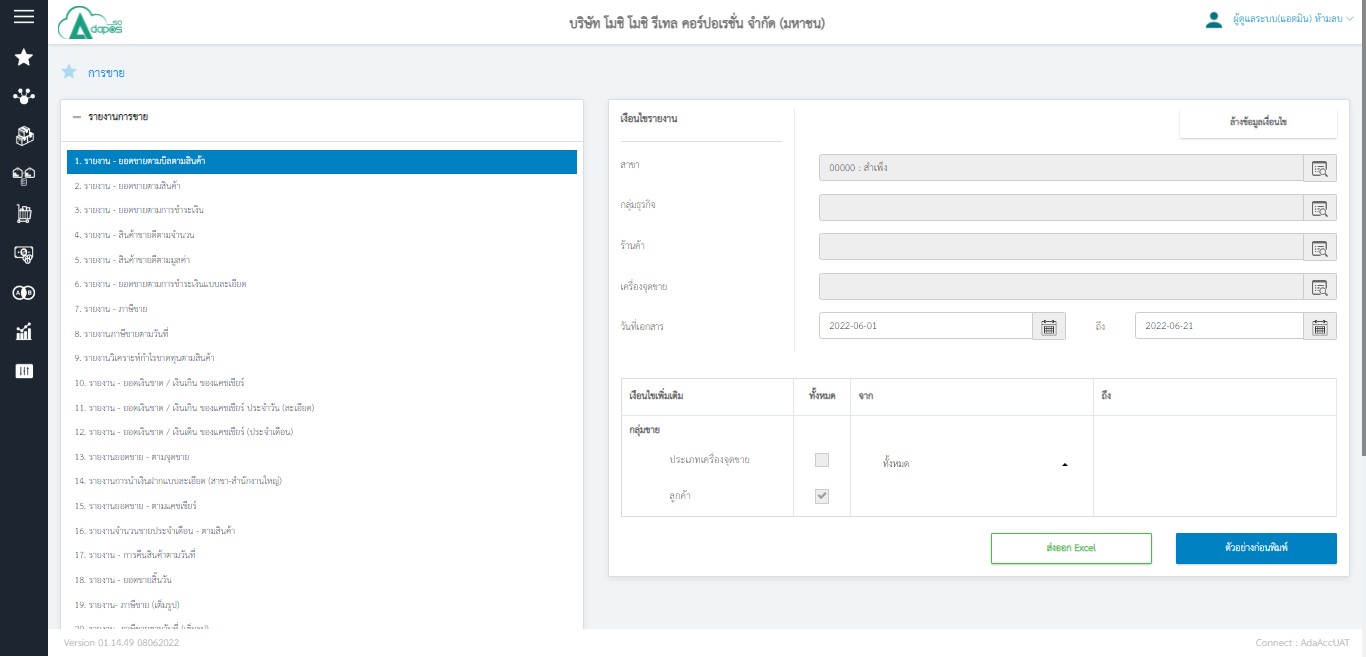 Adapos 5.0
บริษัท โมชิ โมชิ รีเทล คอร์ปอเรชั่น จำกัด (มหาชน)
ผู้ดูแลระบบ(แอดมิน) ห้ามลบ
การขาย
รายงานการขาย
1. รายงาน - ยอดขายตามบิลตามสินค้า
2. รายงาน - ยอดขายตามสินค้า
3. รายงาน - ยอดขายตามการชำระเงิน
4. รายงาน - สินค้าขายดีตามจำนวน
5. รายงาน - สินค้าขายดีตามมูลค่า
6. รายงาน - ยอดขายตามการชำระเงินแบบละเอียด
7. รายงาน - ภาษีขาย
8. รายงานภาษีขายตามวันที่
9. รายงานวิเคราะห์กำไรขาดทุนตามสินค้า
10. รายงาน - ยอดเงินขาด / เงินเกิน ของแคชเชียร์
11. รายงาน - ยอดเงินขาด / เงินเกิน ของแคชเชียร์ ประจำวัน (ละเอียด)
12. รายงาน - ยอดเงินขาด / เงินเดิน ของแคชเชียร์ (ประจำเดือน)
13. รายงานยอดขาย - ตามจุดขาย
14. รายงานการนำเงินฝากแบบละเอียด (สาขา-สำนักงานใหญ่)
15. รายงานยอดขาย - ตามแคชเชียร์
16. รายงานจำนวนขายประจำเดือน - ตามสินค้า
17. รายงาน - การคืนสินค้าตามวันที่
18. รายงาน - ยอดขายสิ้นวัน
19. รายงาน- ภาษีขาย (เต็มรูป)
เงื่อนไขรายงาน
ล้างข้อมูลเงื่อนไข
สาขา
00000 : สำเพ็ง
กลุ่มธุรกิจ
ร้านค้า
เครื่องจุดขาย
วันที่เอกสาร
2022-06-01
ถึง
2022-06-21
เงื่อนไขเพิ่มเติม ทั้งหมด จาก ถึง
กลุ่มขาย
ประเภทเครื่องจุดขาย
ทั้งหมด
ลูกค้า
ส่งออก Excel
ตัวอย่างก่อนพิมพ์
Version 01.14.49 08062022
Connect : AdaAccUAT